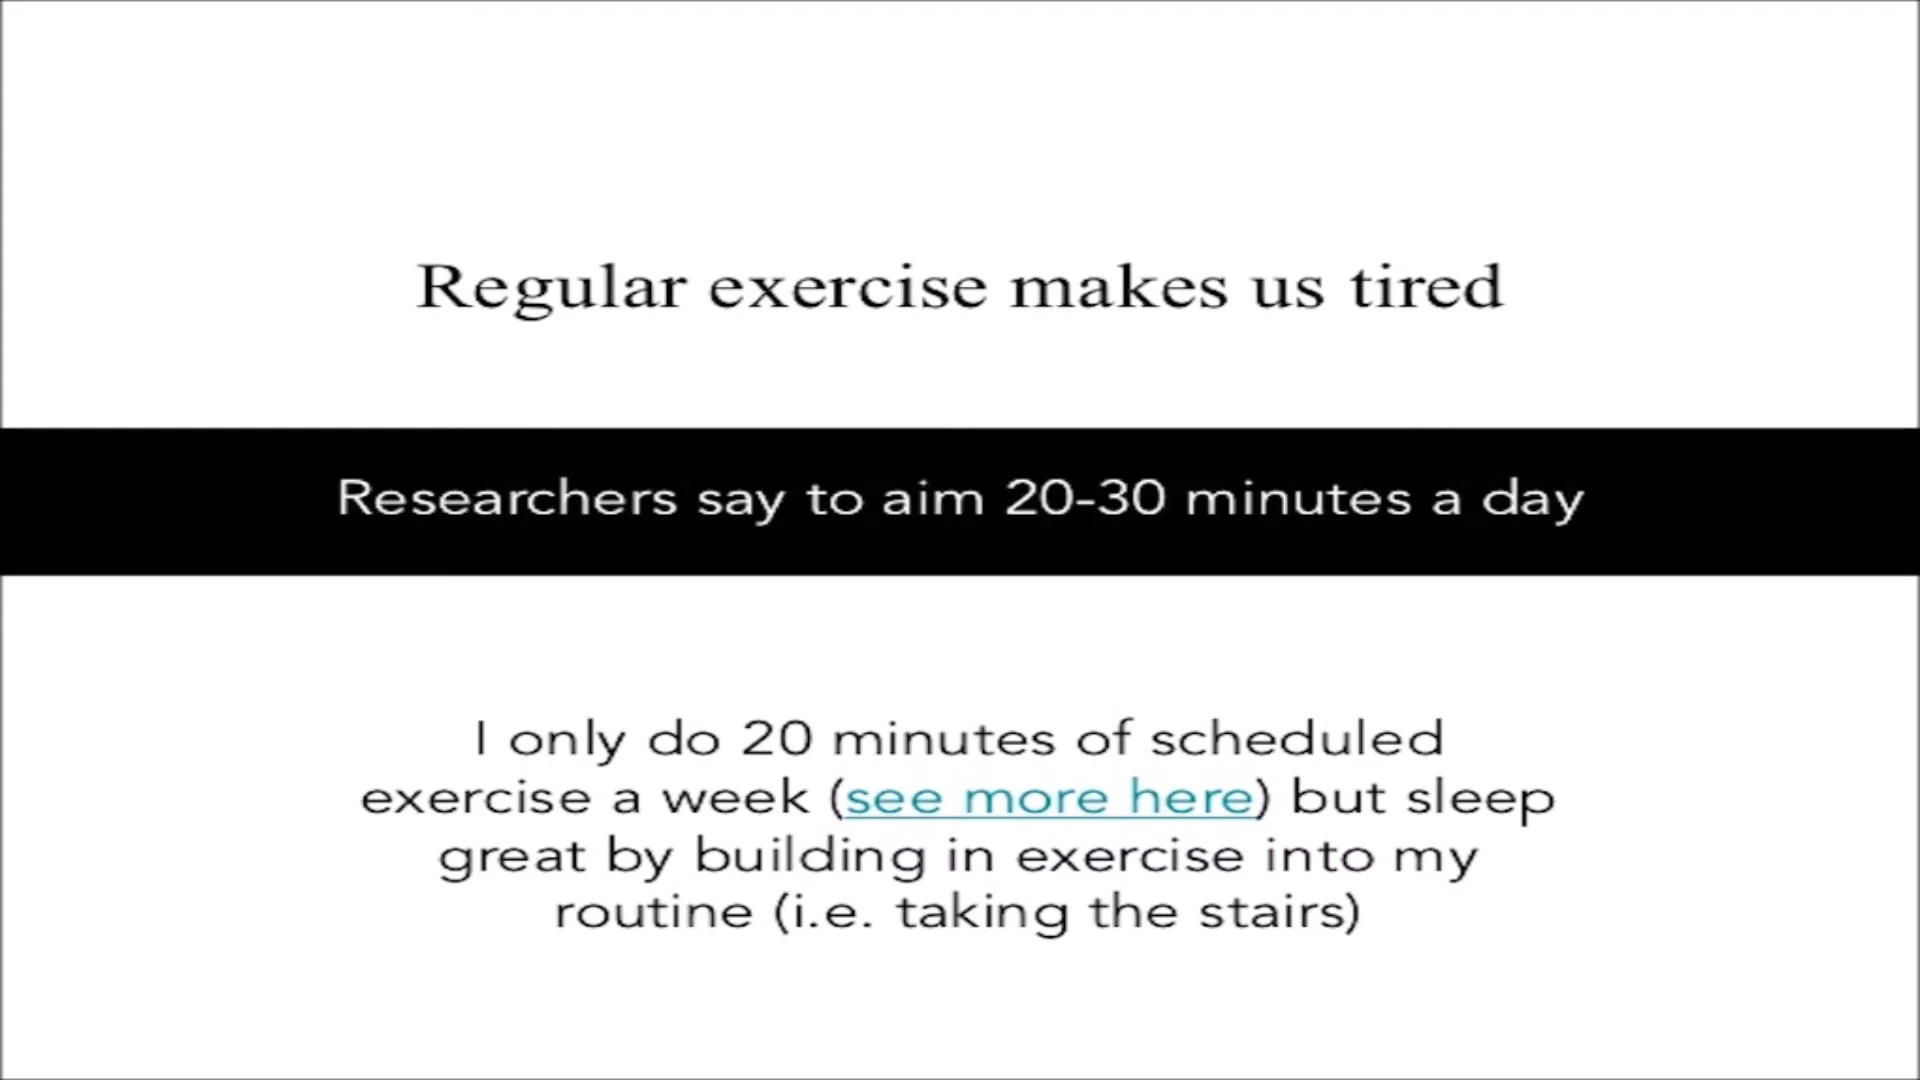 Regular exercise makes us tired
Researchers say to aim 20-30 minutes a day
I only do 20 minutes of scheduled
exercise a week (see more here) but sleep
great by building in exercise into my
routine (i.e. taking the stairs)